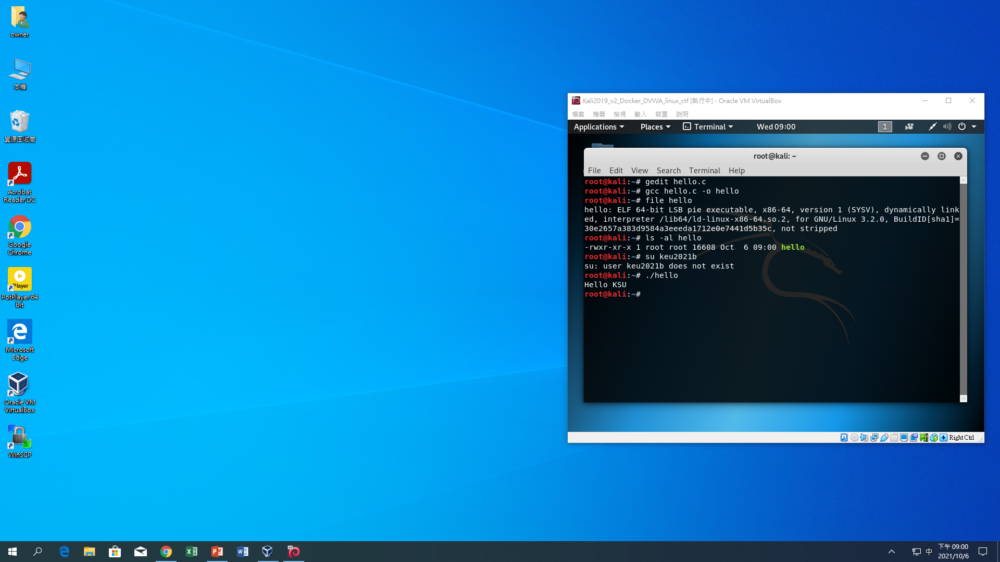 owner
本機
資源回收筒
Acrobat
Reader DC
Google
Chrome
Player
PotPlayer 64
bit
Microsoft
Edge
Oracle VM
VirtualBox
WinSCP
Kali2019_v2_Docker_DVWA_linux_ctf [執行中] - Oracle VM VirtualBox
檔案 機器 檢視 輸入 裝置 說明
Applications Places Terminal Wed 09:00 1
root@kali: ~
File Edit View Search Terminal Help
root@kali:~# gedit hello.c
root@kali:~# gcc hello.c -o hello
root@kali:~# file hello
hello: ELF 64-bit LSB pie executable, x86-64, version 1 (SYSV), dynamically link
ed, interpreter /lib64/ld-linux-x86-64.so.2, for GNU/Linux 3.2.0, BuildID[sha1]=
30e2657a383d9584a3eeeda1712e0e7441d5b35c, not stripped
root@kali:~# ls -al hello
-rwxr-xr-x 1 root root 16608 Oct  6 09:00 hello
root@kali:~# su keu2021b
su: user keu2021b does not exist
root@kali:~# ./hello
Hello KSU
root@kali:~#
Right Ctrl
中
下午 09:00
2021/10/6